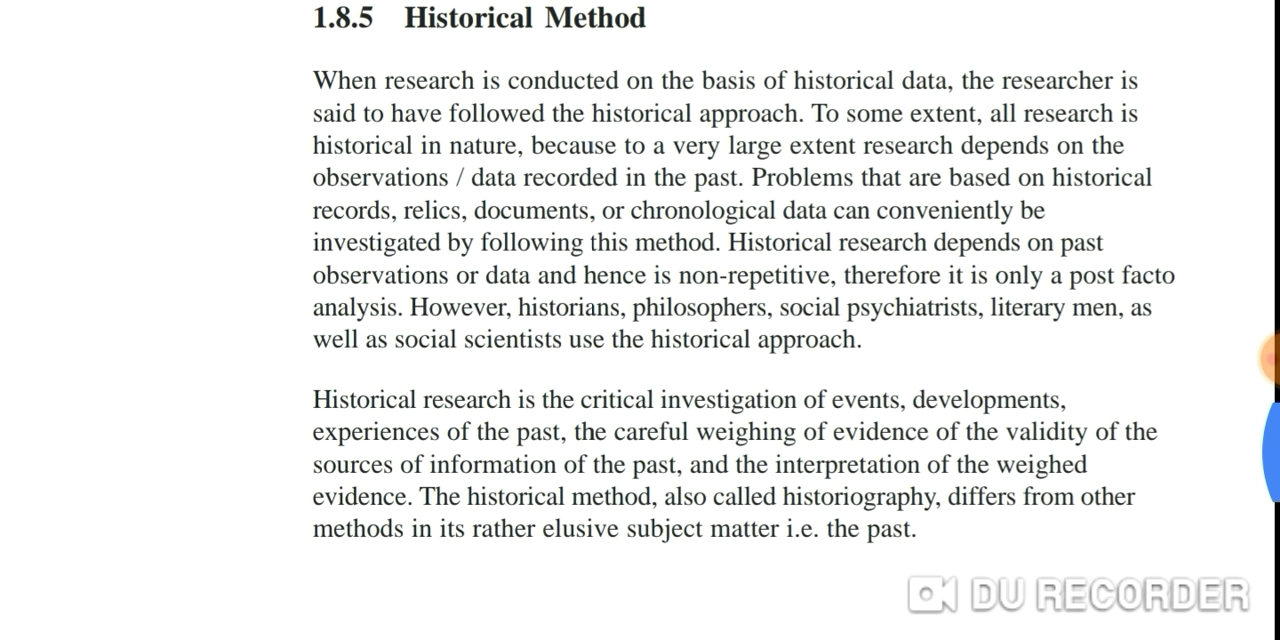 1.8.5 Historical Method
When research is conducted on the basis of historical data, the researcher is
said to have followed the historical approach. To some extent, all research is
historical in nature, because to a very large extent research depends on the
observations / data recorded in the past. Problems that are based on historical
records, relics, documents, or chronological data can conveniently be
investigated by following this method. Historical research depends on past
observations or data and hence is non-repetitive, therefore it is only a post facto
analysis. However, historians, philosophers, social psychiatrists, literary men, as
well as social scientists use the historical approach.
Historical research is the critical investigation of events, developments,
experiences of the past, the careful weighing of evidence of the validity of the
sources of information of the past, and the interpretation of the weighed
evidence. The historical method, also called historiography, differs from other
methods in its rather elusive subject matter i.e. the past.
DU RECORDER